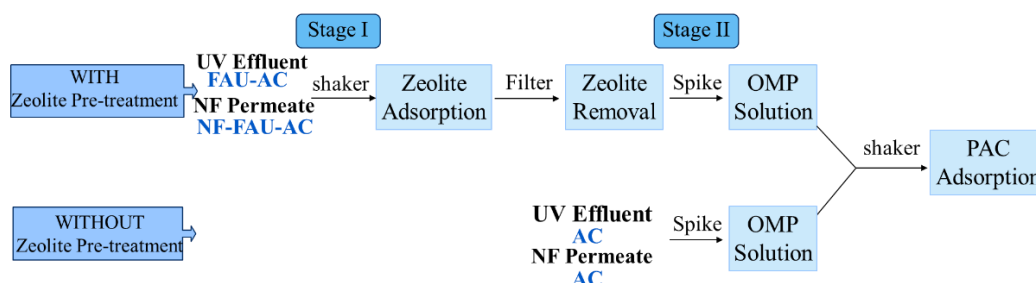 Stage I
Stage II
WITH
Zeolite Pre-treatment
UV Effluent
FAU-AC
NF Permeate
NF-FAU-AC
shaker
Zeolite
Adsorption
Filter
Zeolite
Removal
Spike
OMP
Solution
shaker
PAC
Adsorption
WITHOUT
Zeolite Pre-treatment
UV Effluent
AC
NF Permeate
AC
Spike
OMP
Solution